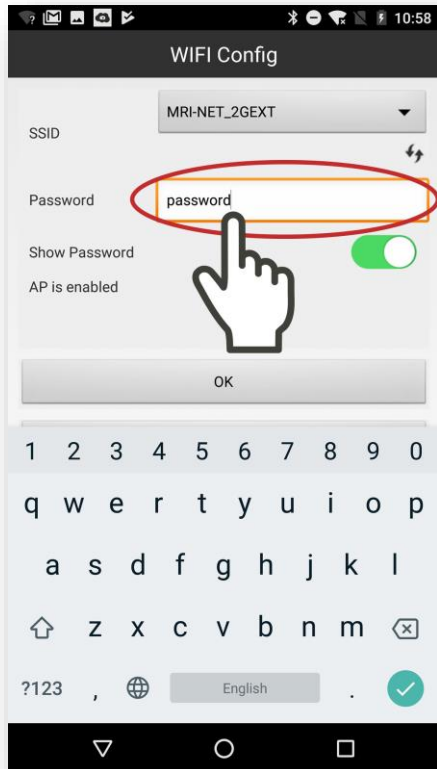 10:58
WIFI Config
SSID
MRI-NET_2GEXT
Password
password
Show Password
AP is enabled
OK
1 2 3 4 5 6 7 8 9 0
q w e r t y u i o p
a s d f g h j k l
z x c v b n m
?123 , English .